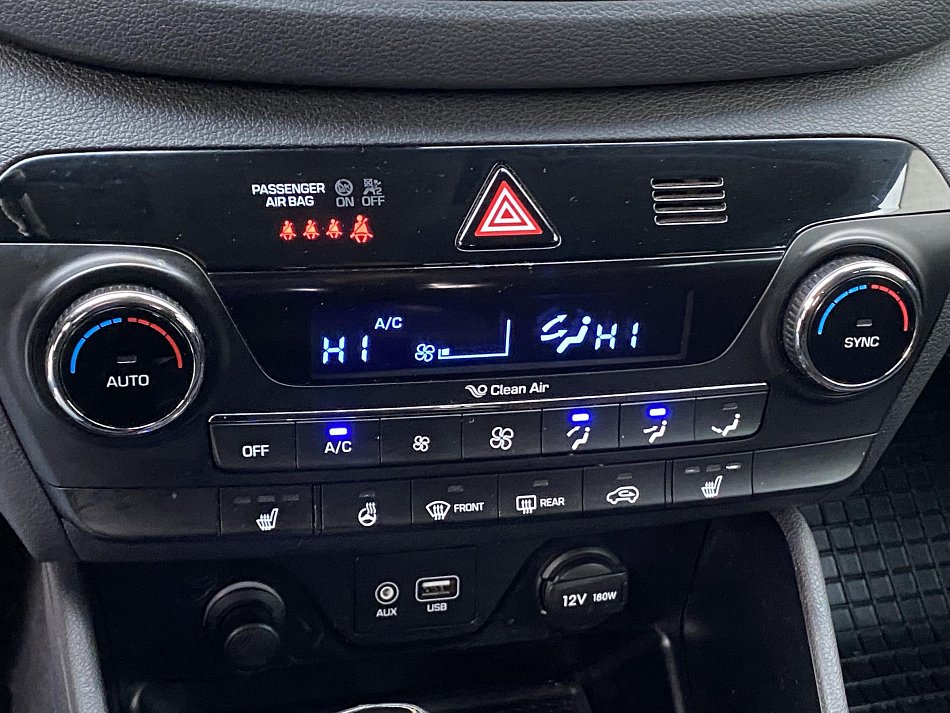 PASSENGER
AIR BAG ON OFF
A/C
HI HI
AUTO
SYNC
Clean Air
OFF A/C
FRONT REAR
AUX USB
12V 180W